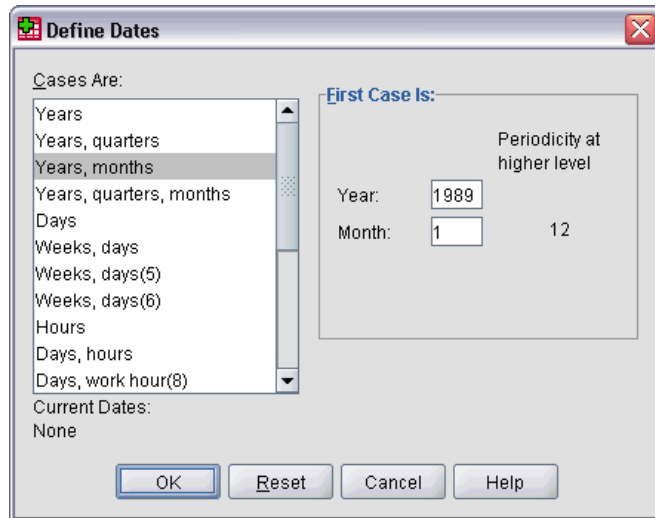 Define Dates
Cases Are:
Years
Years, quarters
Years, months
Years, quarters, months
Days
Weeks, days
Weeks, days(5)
Weeks, days(6)
Hours
Days, hours
Days, work hour(8)
Current Dates:
None
First Case Is:
Periodicity at
higher level
Year: 1989
Month: 1 12
OK Reset Cancel Help